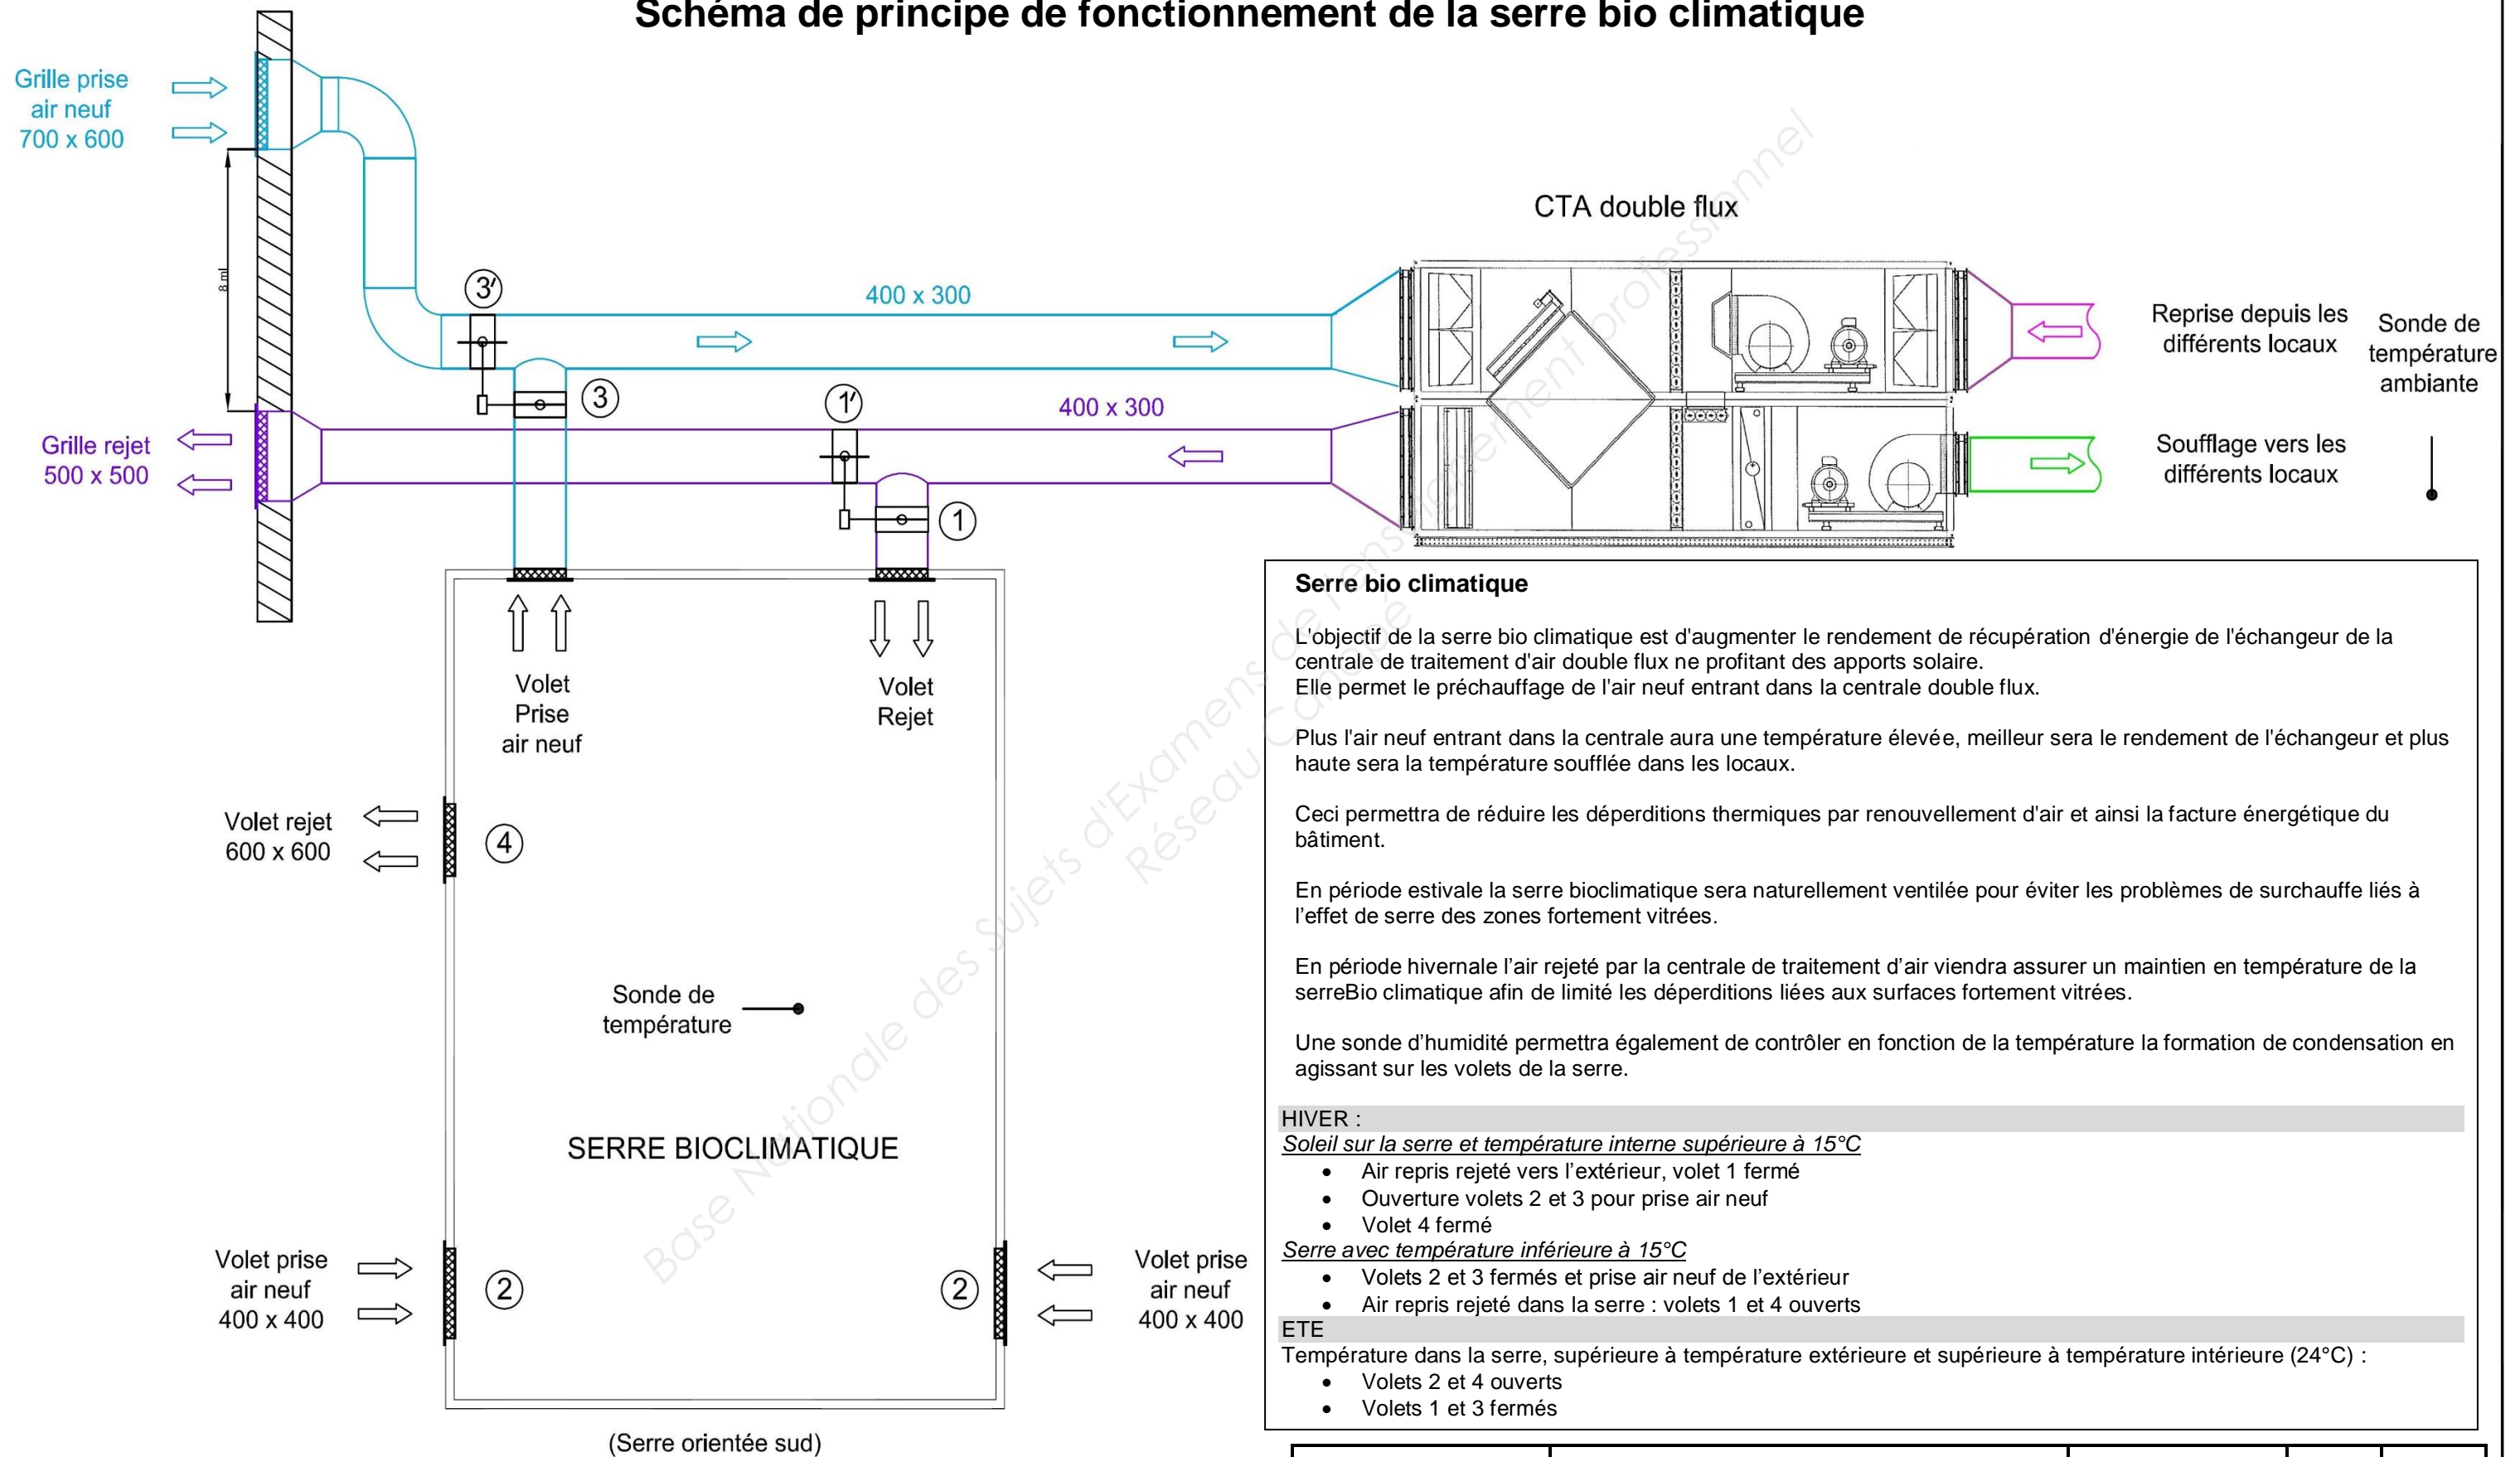 Schéma de principe de fonctionnement de la serre bio climatique
Grille prise
air neuf
700 x 600
8 ml
Grille rejet
500 x 500
3'
3
400 x 300
1'
1
400 x 300
CTA double flux
Reprise depuis les
différents locaux
Sonde de
température
ambiante
Soufflage vers les
différents locaux
Volet
Prise
air neuf
Volet
Rejet
Volet rejet
600 x 600
4
Sonde de
température
SERRE BIOCLIMATIQUE
Volet prise
air neuf
400 x 400
2
2
Volet prise
air neuf
400 x 400
(Serre orientée sud)
Serre bio climatique
L'objectif de la serre bio climatique est d'augmenter le rendement de récupération d'énergie de l'échangeur de la
centrale de traitement d'air double flux ne profitant des apports solaire.
Elle permet le préchauffage de l'air neuf entrant dans la centrale double flux.
Plus l'air neuf entrant dans la centrale aura une température élevée, meilleur sera le rendement de l'échangeur et plus
haute sera la température soufflée dans les locaux.
Ceci permettra de réduire les déperditions thermiques par renouvellement d'air et ainsi la facture énergétique du
bâtiment.
En période estivale la serre bioclimatique sera naturellement ventilée pour éviter les problèmes de surchauffe liés à
l'effet de serre des zones fortement vitrées.
En période hivernale l'air rejeté par la centrale de traitement d'air viendra assurer un maintien en température de la
serreBio climatique afin de limité les déperditions liées aux surfaces fortement vitrées.
Une sonde d'humidité permettra également de contrôler en fonction de la température la formation de condensation en
agissant sur les volets de la serre.
HIVER :
Soleil sur la serre et température interne supérieure à 15°C
• Air repris rejeté vers l'extérieur, volet 1 fermé
• Ouverture volets 2 et 3 pour prise air neuf
• Volet 4 fermé
Serre avec température inférieure à 15°C
• Volets 2 et 3 fermés et prise air neuf de l'extérieur
• Air repris rejeté dans la serre : volets 1 et 4 ouverts
ETE
Température dans la serre, supérieure à température extérieure et supérieure à température intérieure (24°C) :
• Volets 2 et 4 ouverts
• Volets 1 et 3 fermés
Base Nationale des Sujets d'Examens de l'enseignement professionnel
Réseau Canopé